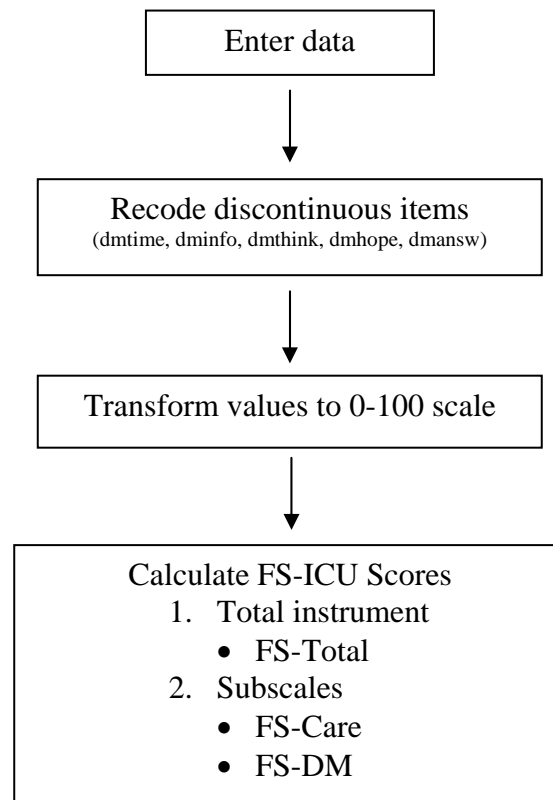 Enter data
Recode discontinuous items
(dmtime, dminfo, dmthink, dmhope, dmansw)
Transform values to 0-100 scale
Calculate FS-ICU Scores
1. Total instrument
• FS-Total
2. Subscales
• FS-Care
• FS-DM